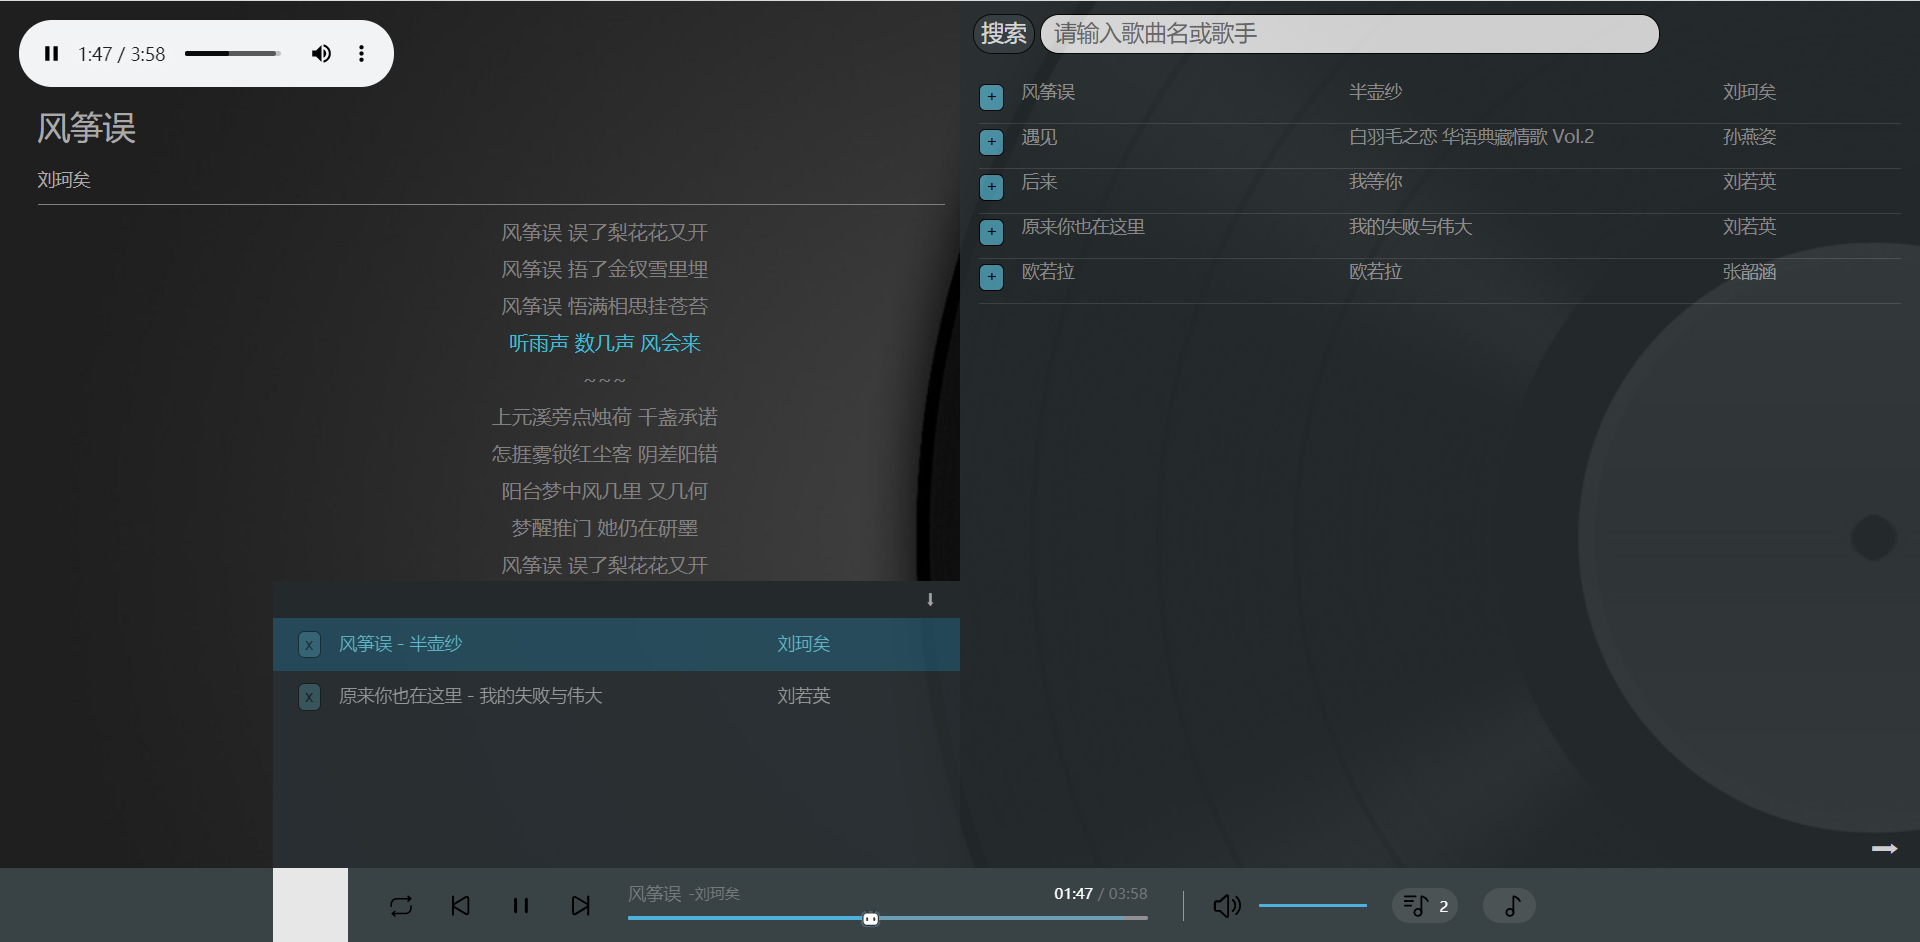 1:47 / 3:58
风筝误
刘珂矣
风筝误 误了梨花花又开
风筝误 捂了金钗雪里埋
风筝误 悟满相思挂苍苔
听雨声 数几声 风会来
~~~
上元溪旁点烛荷 千盏承诺
怎捱雾锁红尘客 阴差阳错
阳台梦中风几里 又几何
梦醒推门 她仍在研墨
风筝误 误了梨花花又开
搜索 请输入歌曲名或歌手
+ 风筝误 半壶纱 刘珂矣
+ 遇见 白羽毛之恋 华语典藏情歌 Vol.2 孙燕姿
+ 后来 我等你 刘若英
+ 原来你也在这里 我的失败与伟大 刘若英
+ 欧若拉 欧若拉 张韶涵
x 风筝误 - 半壶纱 刘珂矣
x 原来你也在这里 - 我的失败与伟大 刘若英
风筝误 -刘珂矣 01:47 / 03:58
2